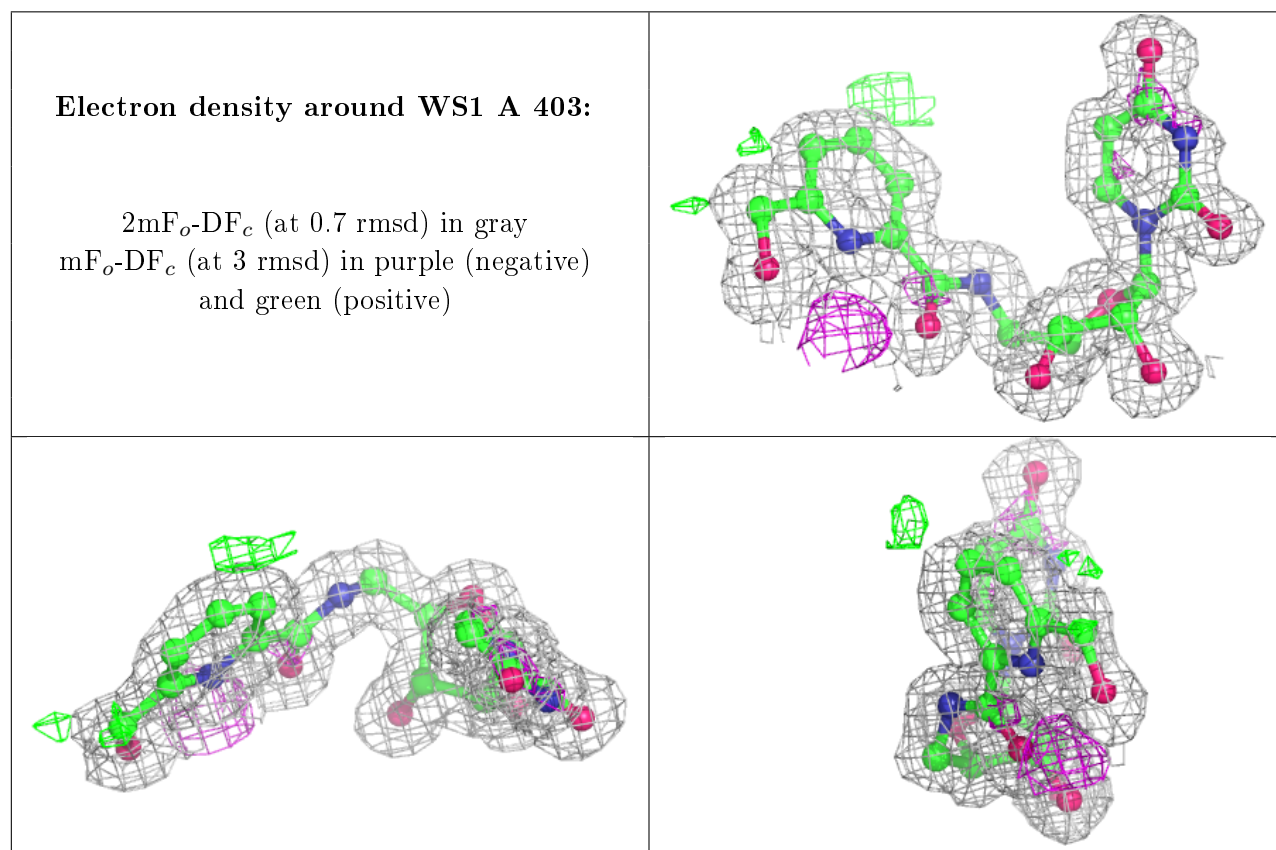 Electron density around WS1 A 403:
2mFo-DFc (at 0.7 rmsd) in gray
mFo-DFc (at 3 rmsd) in purple (negative)
and green (positive)